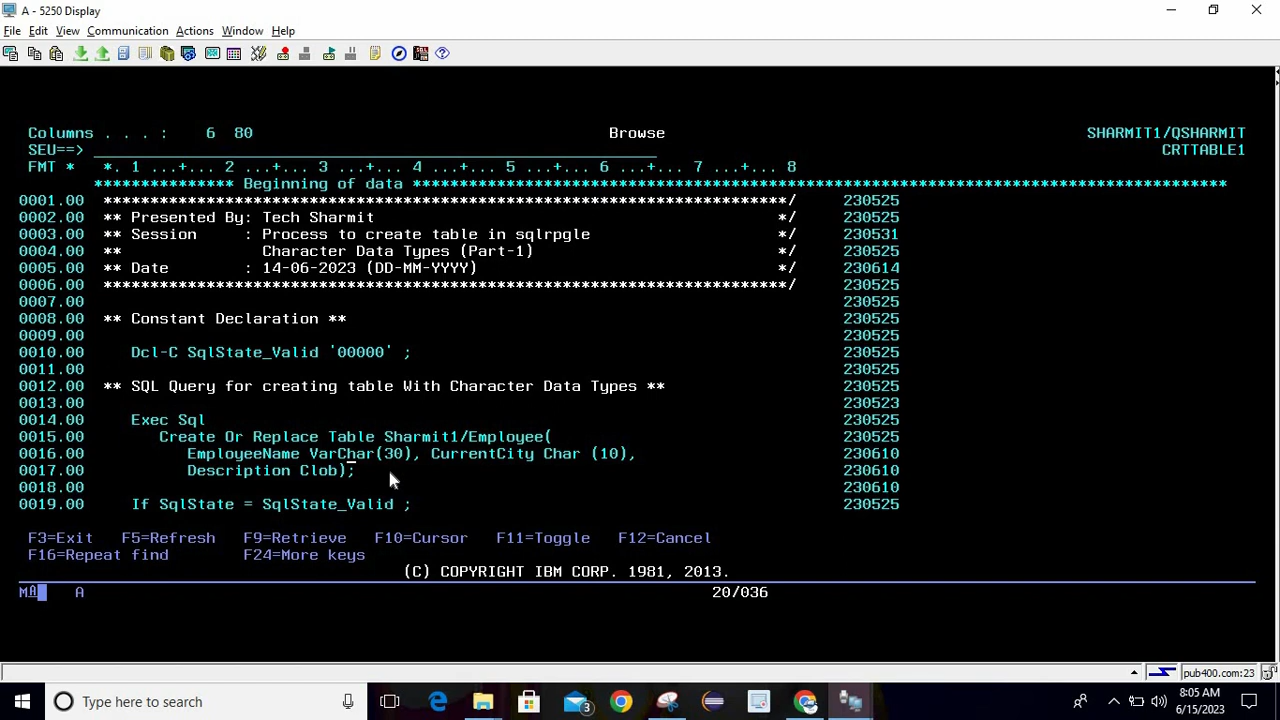 A - 5250 Display
File Edit View Communication Actions Window Help
Columns . . . : 6 80 Browse SHARMIT1/QSHARMIT
SEU==> CRTTABLE1
FMT * *. 1 ...+... 2 ...+... 3 ...+... 4 ...+... 5 ...+... 6 ...+... 7 ...+... 8
*************** Beginning of data ***************************************************************************************
0001.00 *************************************************************************/ 230525
0002.00 ** Presented By: Tech Sharmit */ 230525
0003.00 ** Session : Process to create table in sqlrpgle */ 230531
0004.00 ** Character Data Types (Part-1) */ 230525
0005.00 ** Date : 14-06-2023 (DD-MM-YYYY) */ 230614
0006.00 *************************************************************************/ 230525
0007.00 230525
0008.00 ** Constant Declaration ** 230525
0009.00 230525
0010.00 Dcl-C SqlState_Valid '00000' ; 230525
0011.00 230525
0012.00 ** SQL Query for creating table With Character Data Types ** 230525
0013.00 230523
0014.00 Exec Sql 230525
0015.00 Create Or Replace Table Sharmit1/Employee( 230525
0016.00 EmployeeName VarChar(30), CurrentCity Char (10), 230610
0017.00 Description Clob); 230610
0018.00 230610
0019.00 If SqlState = SqlState_Valid ; 230525
F3=Exit F5=Refresh F9=Retrieve F10=Cursor F11=Toggle F12=Cancel
F16=Repeat find F24=More keys
(C) COPYRIGHT IBM CORP. 1981, 2013.
A 20/036
pub400.com:23
Type here to search 3 8:05 AM
6/15/2023